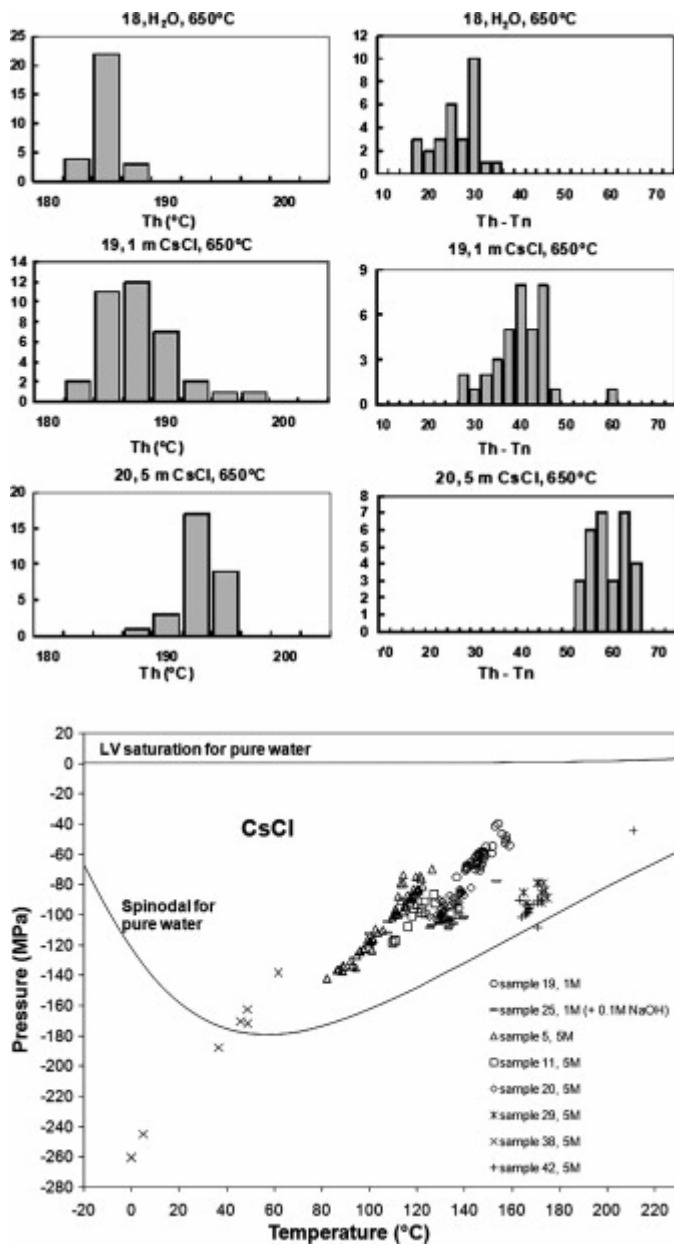 18, H₂O, 650°C
25
20
15
10
5
0
180 190 200
Th (°C)
18, H₂O, 650°C
12
10
8
6
4
2
0
10 20 30 40 50 60 70
Th - Tn
19, 1 m CsCl, 650°C
14
12
10
8
6
4
2
0
180 190 200
Th (°C)
19, 1 m CsCl, 650°C
9
6
3
0
10 20 30 40 50 60 70
Th - Tn
20, 5 m CsCl, 650°C
20
15
10
5
0
180 190 200
Th (°C)
20, 5 m CsCl, 650°C
8
7
6
5
4
3
2
1
0
10 20 30 40 50 60 70
Th - Tn
20
0
-20
-40
-60
-80
-100
-120
-140
-160
-180
-200
-220
-240
-260
-280
Pressure (MPa)
LV saturation for pure water
CsCl
Spinodal for
pure water
sample 19, 1M
sample 25, 1M (+ 0.1M NaOH)
sample 5, 5M
sample 11, 5M
sample 20, 5M
sample 29, 5M
sample 38, 5M
sample 42, 5M
-20 0 20 40 60 80 100 120 140 160 180 200 220
Temperature (°C)